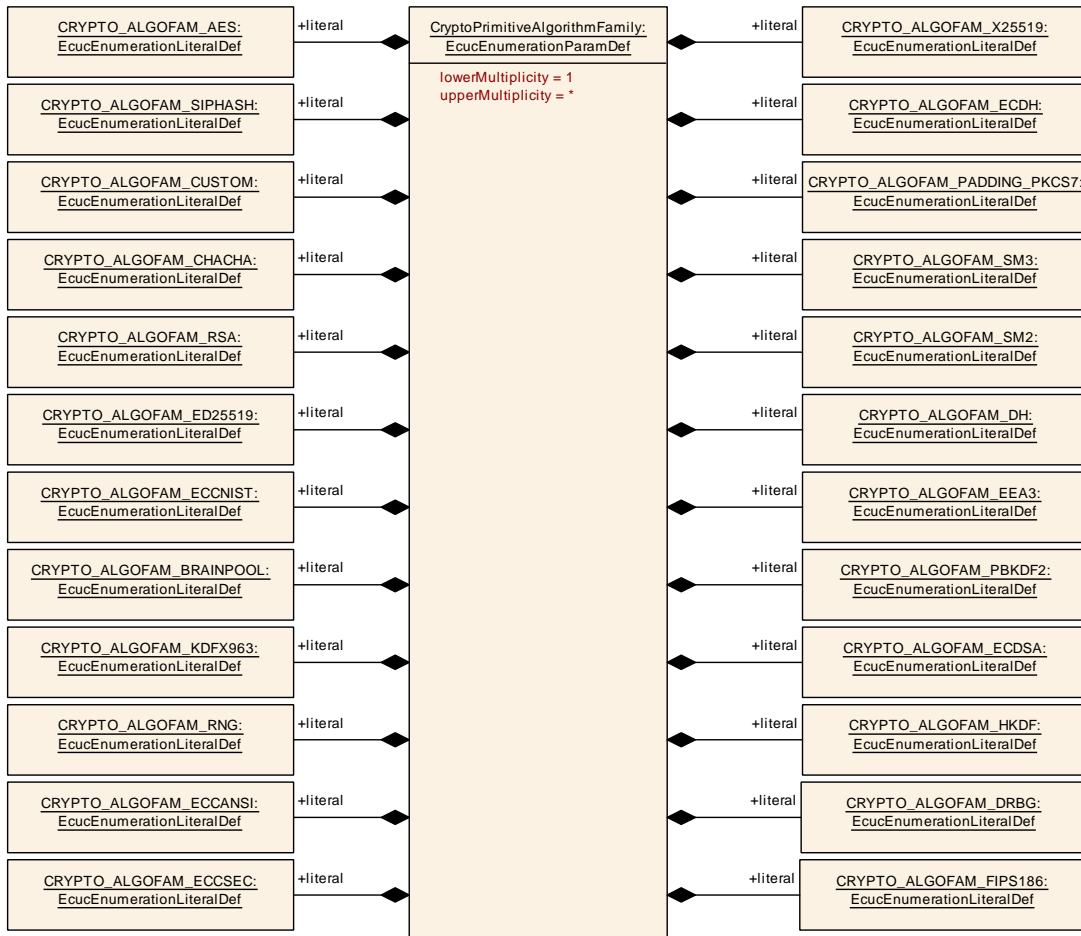 CRYPTO_ALGOFAM_AES:
EcucEnumerationLiteralDef
+literal
CryptoPrimitiveAlgorithmFamily:
EcucEnumerationParamDef
lowerMultiplicity = 1
upperMultiplicity = *
+literal
CRYPTO_ALGOFAM_X25519:
EcucEnumerationLiteralDef
CRYPTO_ALGOFAM_SIPHASH:
EcucEnumerationLiteralDef
+literal
+literal
CRYPTO_ALGOFAM_ECDH:
EcucEnumerationLiteralDef
CRYPTO_ALGOFAM_CUSTOM:
EcucEnumerationLiteralDef
+literal
+literal
CRYPTO_ALGOFAM_PADDING_PKCS7:
EcucEnumerationLiteralDef
CRYPTO_ALGOFAM_CHACHA:
EcucEnumerationLiteralDef
+literal
+literal
CRYPTO_ALGOFAM_SM3:
EcucEnumerationLiteralDef
CRYPTO_ALGOFAM_RSA:
EcucEnumerationLiteralDef
+literal
+literal
CRYPTO_ALGOFAM_SM2:
EcucEnumerationLiteralDef
CRYPTO_ALGOFAM_ED25519:
EcucEnumerationLiteralDef
+literal
+literal
CRYPTO_ALGOFAM_DH:
EcucEnumerationLiteralDef
CRYPTO_ALGOFAM_ECCNIST:
EcucEnumerationLiteralDef
+literal
+literal
CRYPTO_ALGOFAM_EEA3:
EcucEnumerationLiteralDef
CRYPTO_ALGOFAM_BRAINPOOL:
EcucEnumerationLiteralDef
+literal
+literal
CRYPTO_ALGOFAM_PBKDF2:
EcucEnumerationLiteralDef
CRYPTO_ALGOFAM_KDFX963:
EcucEnumerationLiteralDef
+literal
+literal
CRYPTO_ALGOFAM_ECDSA:
EcucEnumerationLiteralDef
CRYPTO_ALGOFAM_RNG:
EcucEnumerationLiteralDef
+literal
+literal
CRYPTO_ALGOFAM_HKDF:
EcucEnumerationLiteralDef
CRYPTO_ALGOFAM_ECCANSI:
EcucEnumerationLiteralDef
+literal
+literal
CRYPTO_ALGOFAM_DRBG:
EcucEnumerationLiteralDef
CRYPTO_ALGOFAM_ECCSEC:
EcucEnumerationLiteralDef
+literal
+literal
CRYPTO_ALGOFAM_FIPS186:
EcucEnumerationLiteralDef